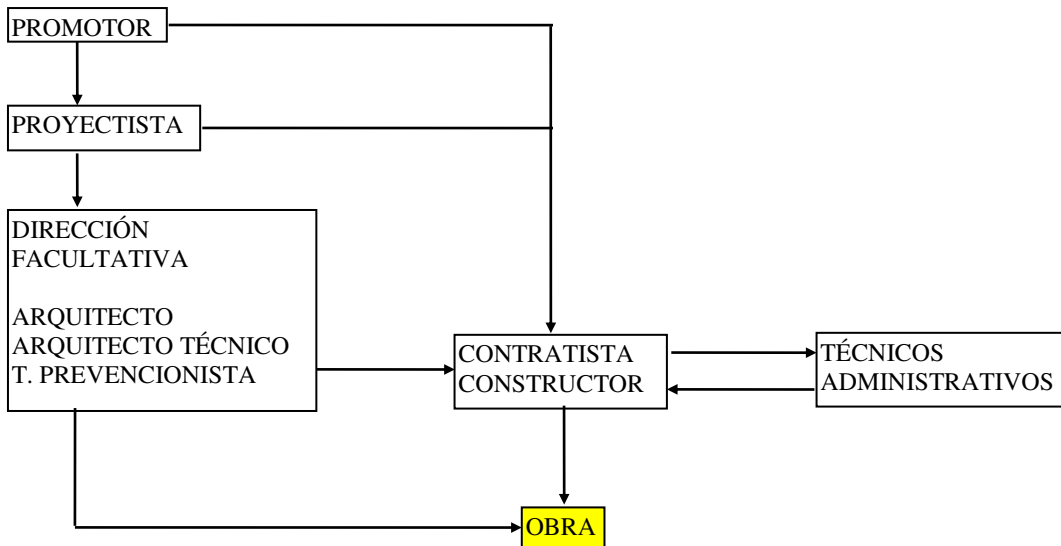 PROMOTOR
PROYECTISTA
DIRECCIÓN
FACULTATIVA
ARQUITECTO
ARQUITECTO TÉCNICO
T. PREVENCIONISTA
CONTRATISTA
CONSTRUCTOR
TÉCNICOS
ADMINISTRATIVOS
OBRA